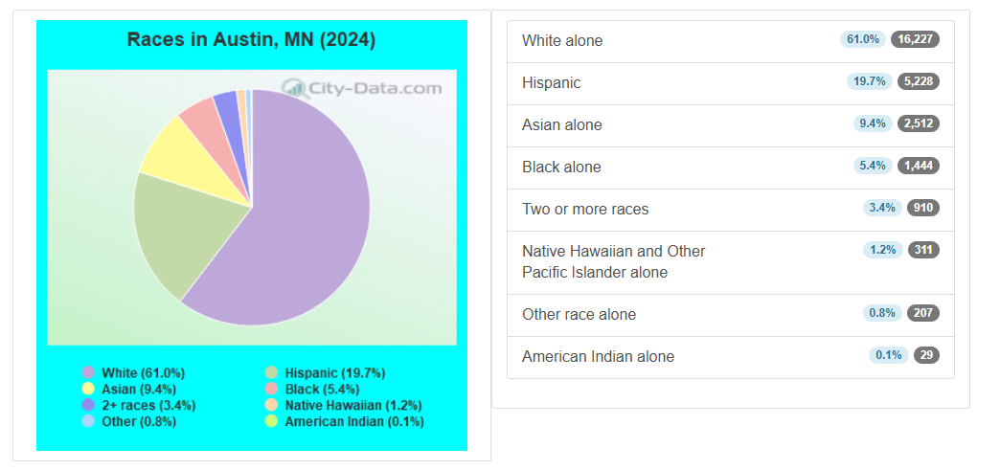 Races in Austin, MN (2024)
City-Data.com
White (61.0%)
Hispanic (19.7%)
Asian (9.4%)
Black (5.4%)
2+ races (3.4%)
Native Hawaiian (1.2%)
Other (0.8%)
American Indian (0.1%)
White alone 61.0% 16,227
Hispanic 19.7% 5,228
Asian alone 9.4% 2,512
Black alone 5.4% 1,444
Two or more races 3.4% 910
Native Hawaiian and Other 1.2% 311
Pacific Islander alone
Other race alone 0.8% 207
American Indian alone 0.1% 29